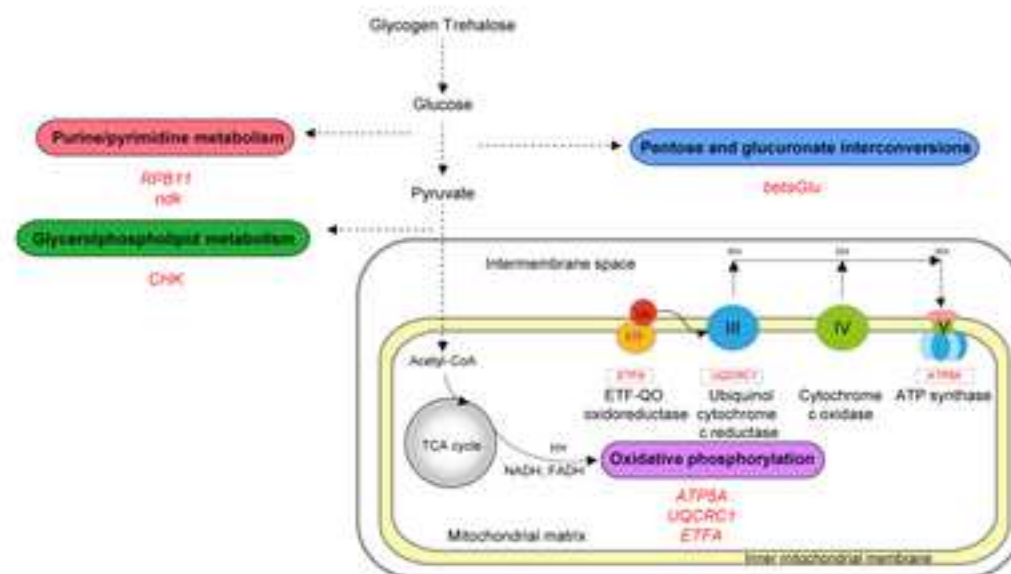 Glycogen Trehalose
Glucose
Purine/pyrimidine metabolism
Pentose and glucuronate interconversions
RPB11
ndk
betaGlu
Pyruvate
Glycerolphospholipid metabolism
CHK
Intermembrane space
III
IV
V
Acetyl-CoA
ETFA
UQCRC1
ATP5A
ETF-QO
oxidoreductase
Ubiquinol
cytochrome
c reductase
Cytochrome
c oxidase
ATP synthase
TCA cycle
NADH; FADH
Oxidative phosphorylation
ATP5A
UQCRC1
ETFA
Mitochondrial matrix
Inner mitochondrial membrane